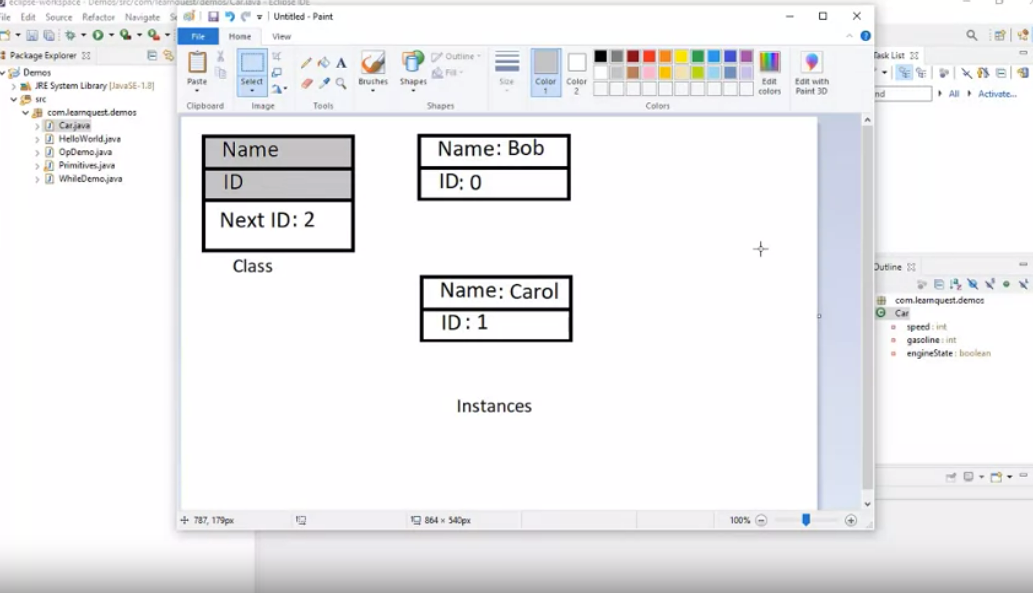 eclipse-workspace - Demos/src/com/learnquest/demos/Car.java - Eclipse IDE
File Edit Source Refactor Navigate
Untitled - Paint
File Home View
Paste
Select
Brushes
Shapes
Outline
Fill
Size
Color 1
Color 2
Edit colors
Edit with Paint 3D
Clipboard Image Tools Shapes Colors
Package Explorer
Demos
JRE System Library [JavaSE-1.8]
src
com.learnquest.demos
Car.java
HelloWorld.java
OpDemo.java
Primitives.java
WhileDemo.java
Name
ID
Next ID: 2
Class
Name: Bob
ID: 0
Name: Carol
ID: 1
Instances
787, 179px
864 × 540px
100%
Task List
All
Activate...
Outline
com.learnquest.demos
Car
speed : int
gasoline : int
engineState : boolean